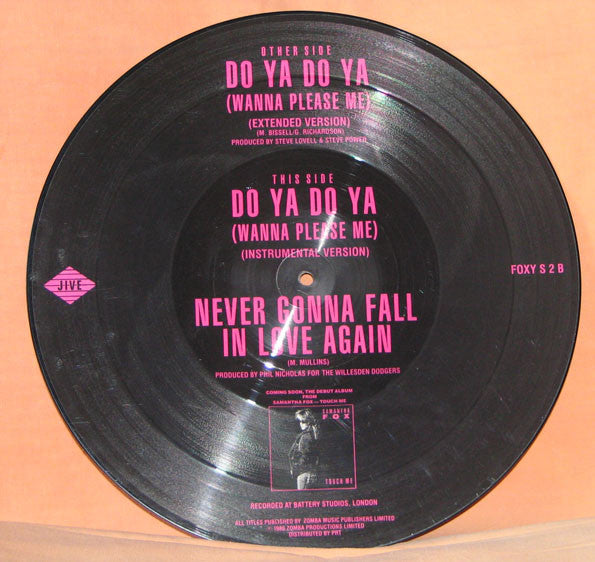 OTHER SIDE
DO YA DO YA
(WANNA PLEASE ME)
(EXTENDED VERSION)
(M. BISSELL/G. RICHARDSON)
PRODUCED BY STEVE LOVELL & STEVE POWER
THIS SIDE
DO YA DO YA
(WANNA PLEASE ME)
(INSTRUMENTAL VERSION)
JIVE
FOXY S 2 B
NEVER GONNA FALL
IN LOVE AGAIN
(M. MULLINS)
PRODUCED BY PHIL NICHOLAS FOR THE WILLESDEN DODGERS
COMING SOON, THE DEBUT ALBUM
FROM
SAMANTHA FOX — TOUCH ME
SAMANTHA
FOX
TOUCH ME
RECORDED AT BATTERY STUDIOS, LONDON
ALL TITLES PUBLISHED BY ZOMBA MUSIC PUBLISHERS LIMITED
℗ 1986 ZOMBA PRODUCTIONS LIMITED
DISTRIBUTED BY PRT